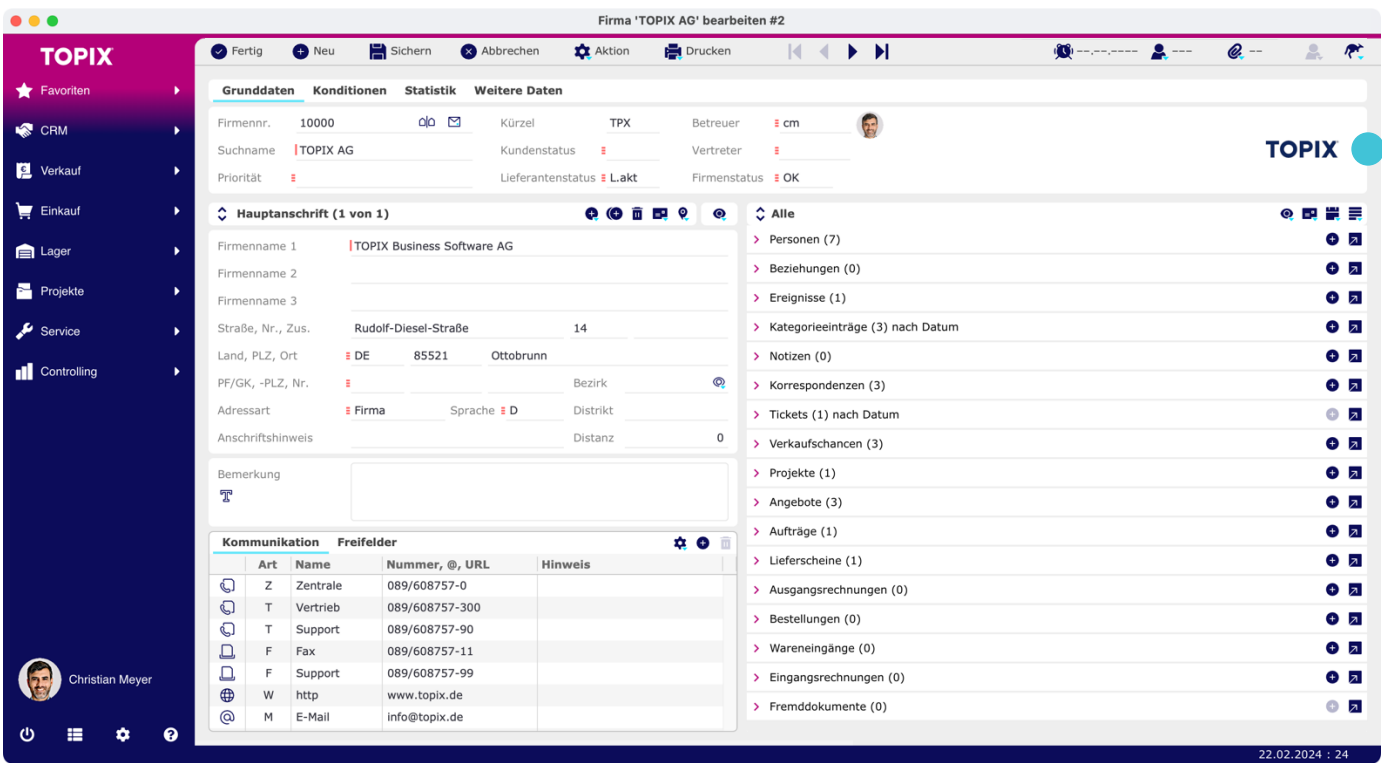 Firma 'TOPIX AG' bearbeiten #2
TOPIX
Fertig Neu Sichern Abbrechen Aktion Drucken --.--.---- --- --
Favoriten
CRM
Verkauf
Einkauf
Lager
Projekte
Service
Controlling
Christian Meyer
Grunddaten Konditionen Statistik Weitere Daten
Firmennr. 10000 Kürzel TPX Betreuer cm
Suchname TOPIX AG Kundenstatus Vertreter
Priorität Lieferantenstatus L.akt Firmenstatus OK
TOPIX
Hauptanschrift (1 von 1)
Firmenname 1 TOPIX Business Software AG
Firmenname 2
Firmenname 3
Straße, Nr., Zus. Rudolf-Diesel-Straße 14
Land, PLZ, Ort DE 85521 Ottobrunn
PF/GK, -PLZ, Nr. Bezirk
Adressart Firma Sprache D Distrikt
Anschriftshinweis Distanz 0
Bemerkung
Kommunikation Freifelder
Art Name Nummer, @, URL Hinweis
Z Zentrale 089/608757-0
T Vertrieb 089/608757-300
T Support 089/608757-90
F Fax 089/608757-11
F Support 089/608757-99
W http www.topix.de
M E-Mail info@topix.de
Alle
Personen (7)
Beziehungen (0)
Ereignisse (1)
Kategorieeinträge (3) nach Datum
Notizen (0)
Korrespondenzen (3)
Tickets (1) nach Datum
Verkaufschancen (3)
Projekte (1)
Angebote (3)
Aufträge (1)
Lieferscheine (1)
Ausgangsrechnungen (0)
Bestellungen (0)
Wareneingänge (0)
Eingangsrechnungen (0)
Fremddokumente (0)
22.02.2024 : 24